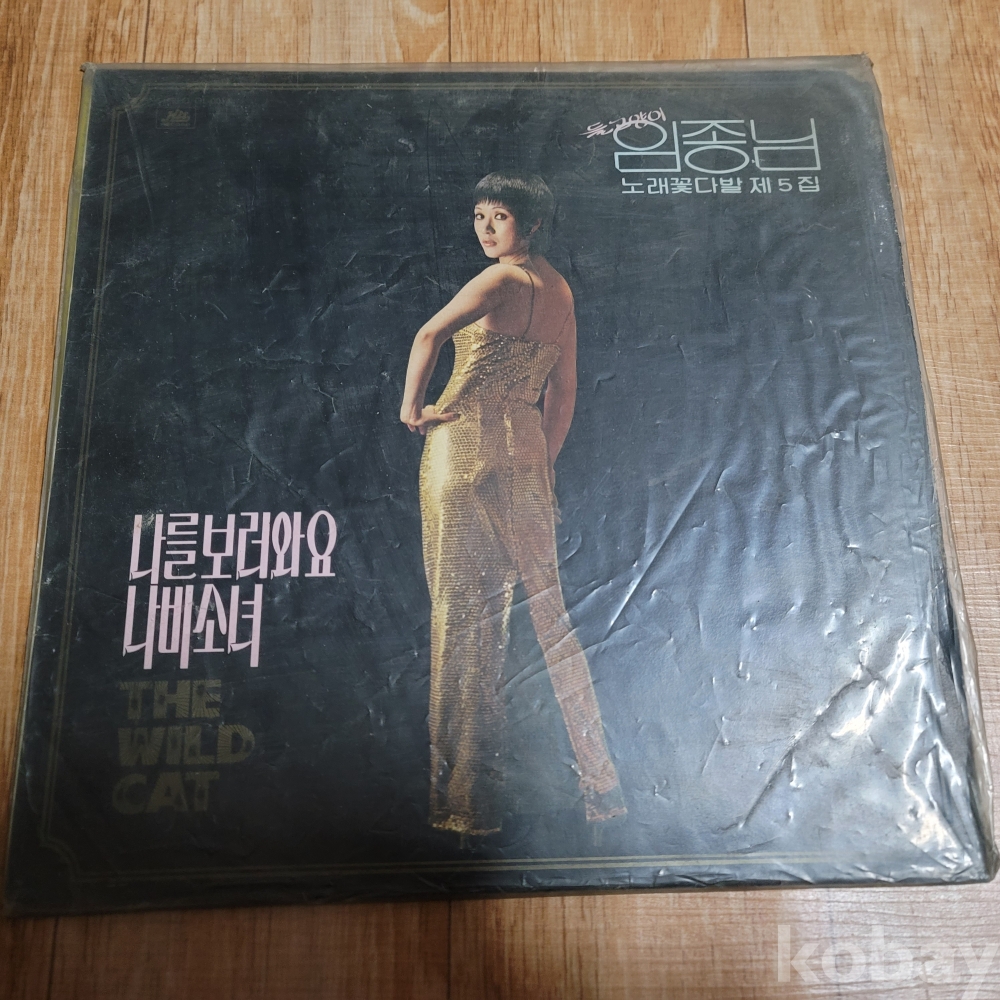 들고양이
임종님
노래꽃다발 제5집
나를보러와요
나비소녀
THE
WILD
CAT
kobay